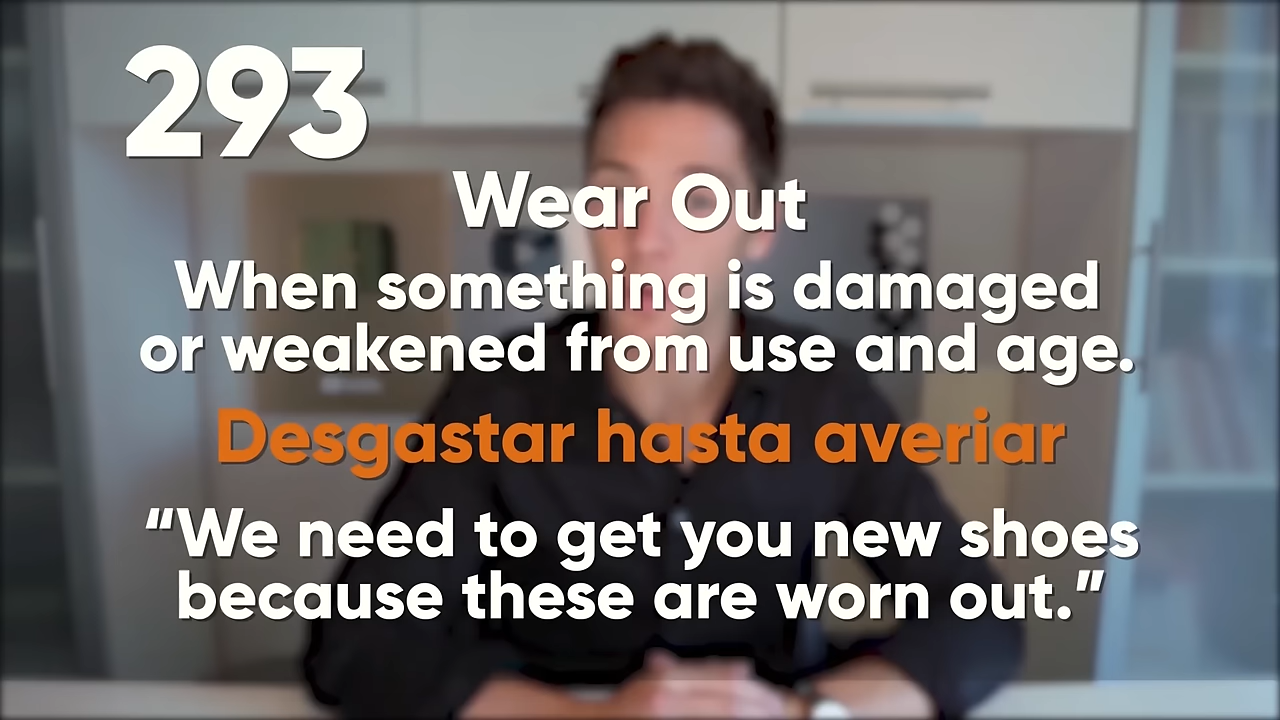 293
Wear Out
When something is damaged
or weakened from use and age.
Desgastar hasta averiar
“We need to get you new shoes
because these are worn out.”